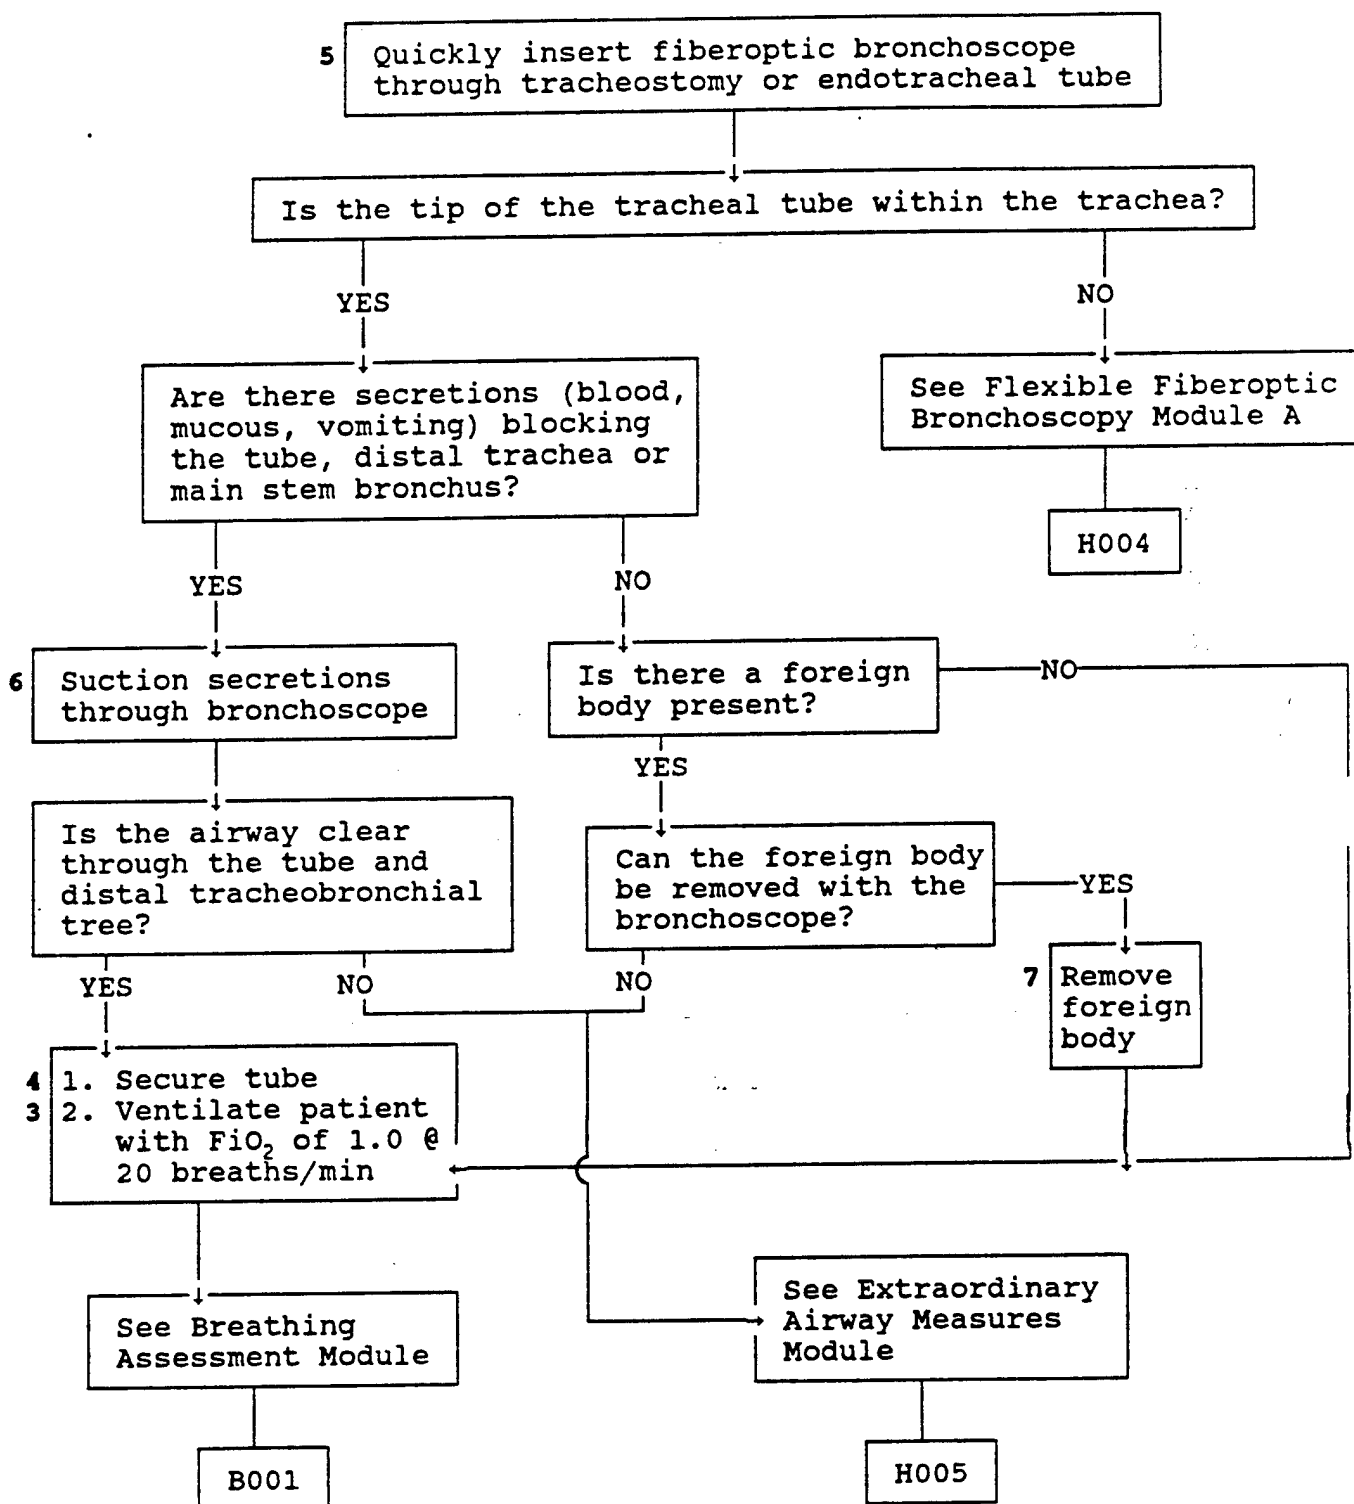 5 Quickly insert fiberoptic bronchoscope
through tracheostomy or endotracheal tube
Is the tip of the tracheal tube within the trachea?
YES
NO
Are there secretions (blood,
mucous, vomiting) blocking
the tube, distal trachea or
main stem bronchus?
See Flexible Fiberoptic
Bronchoscopy Module A
H004
YES
NO
6 Suction secretions
through bronchoscope
Is there a foreign
body present?
NO
YES
Is the airway clear
through the tube and
distal tracheobronchial
tree?
Can the foreign body
be removed with the
bronchoscope?
YES
YES
NO
NO
7 Remove
foreign
body
4 1. Secure tube
3 2. Ventilate patient
with FiO₂ of 1.0 @
20 breaths/min
See Breathing
Assessment Module
See Extraordinary
Airway Measures
Module
B001
H005